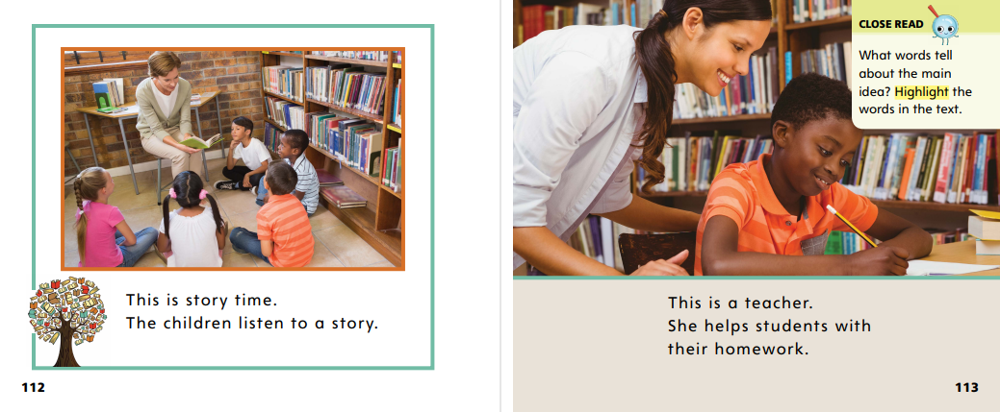 This is story time.
The children listen to a story.
112
CLOSE READ
What words tell
about the main
idea? Highlight the
words in the text.
This is a teacher.
She helps students with
their homework.
113